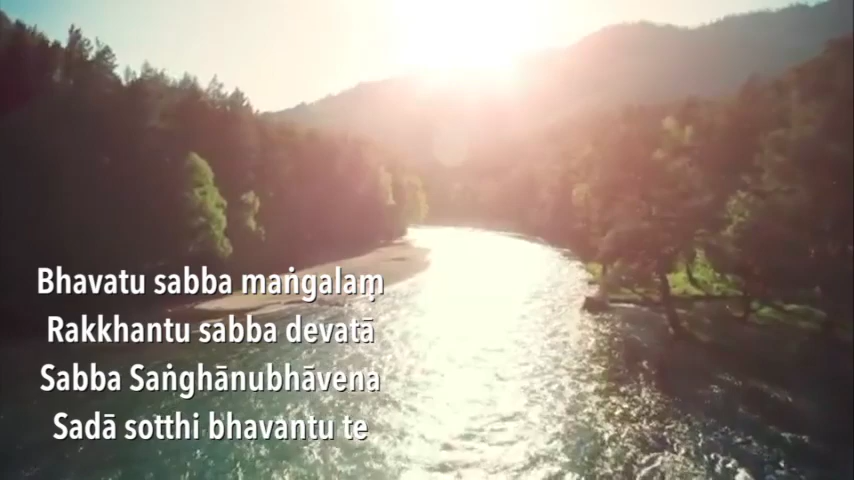 Bhavatu sabba maṅgalaṃ
Rakkhantu sabba devatā
Sabba Saṅghānubhāvena
Sadā sotthi bhavantu te